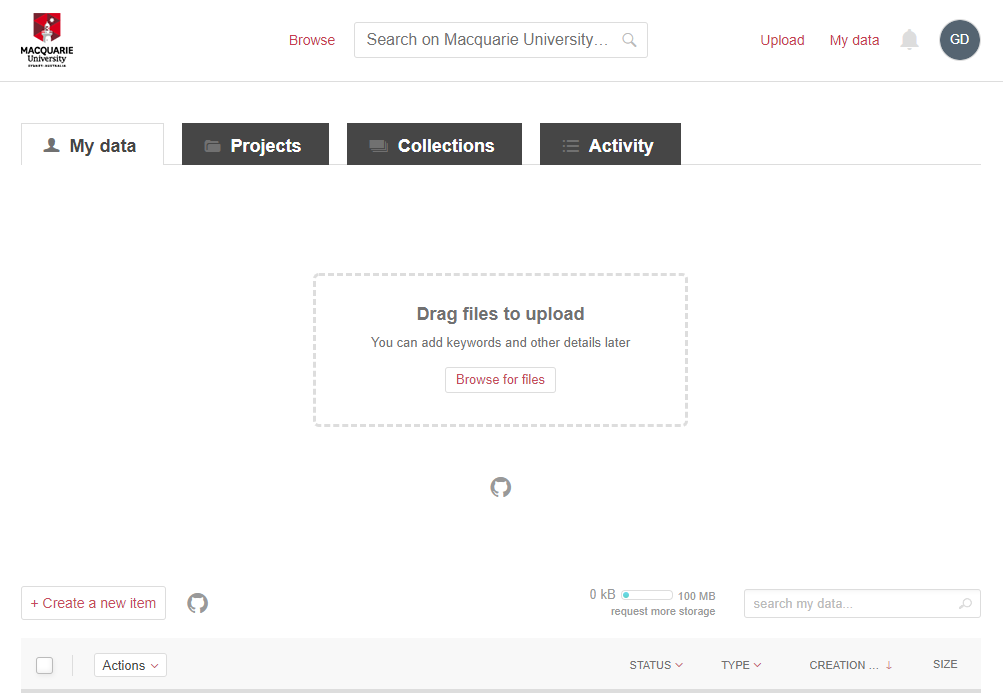 MACQUARIE
University
SYDNEY · AUSTRALIA
Browse
Search on Macquarie University…
Upload
My data
GD
My data
Projects
Collections
Activity
Drag files to upload
You can add keywords and other details later
Browse for files
+ Create a new item
0 kB
100 MB
request more storage
search my data...
Actions
STATUS
TYPE
CREATION ...
SIZE